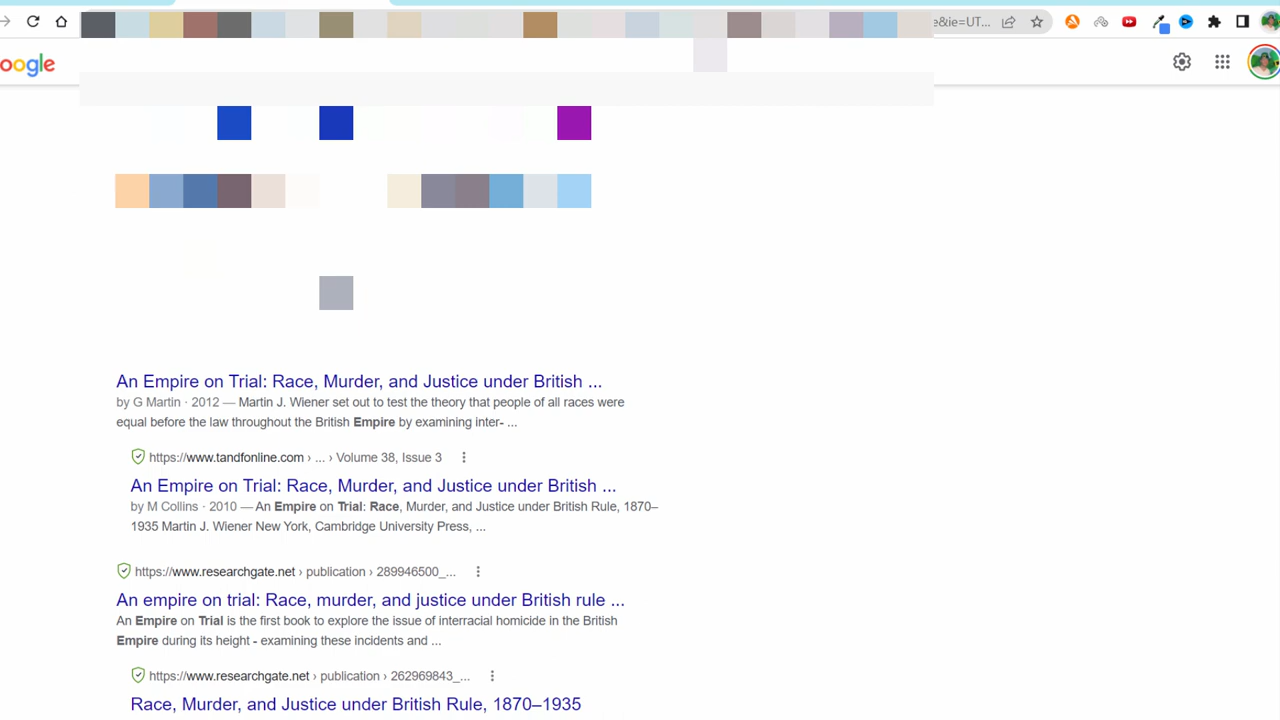 e&ie=UT...
oogle
An Empire on Trial: Race, Murder, and Justice under British ...
by G Martin · 2012 — Martin J. Wiener set out to test the theory that people of all races were
equal before the law throughout the British Empire by examining inter- ...
https://www.tandfonline.com › ... › Volume 38, Issue 3
An Empire on Trial: Race, Murder, and Justice under British ...
by M Collins · 2010 — An Empire on Trial: Race, Murder, and Justice under British Rule, 1870–
1935 Martin J. Wiener New York, Cambridge University Press, ...
https://www.researchgate.net › publication › 289946500_...
An empire on trial: Race, murder, and justice under British rule ...
An Empire on Trial is the first book to explore the issue of interracial homicide in the British
Empire during its height - examining these incidents and ...
https://www.researchgate.net › publication › 262969843_...
Race, Murder, and Justice under British Rule, 1870–1935